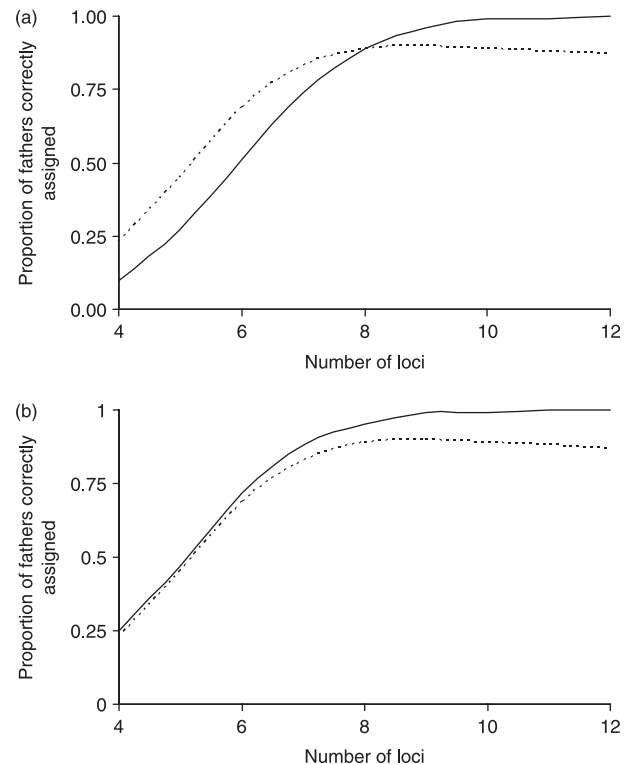 (a)
1.00
0.75
0.50
0.25
0.00
Proportion of fathers correctly
assigned
4 6 8 10 12
Number of loci
(b)
1
0.75
0.5
0.25
0
Proportion of fathers correctly
assigned
4 6 8 10 12
Number of loci